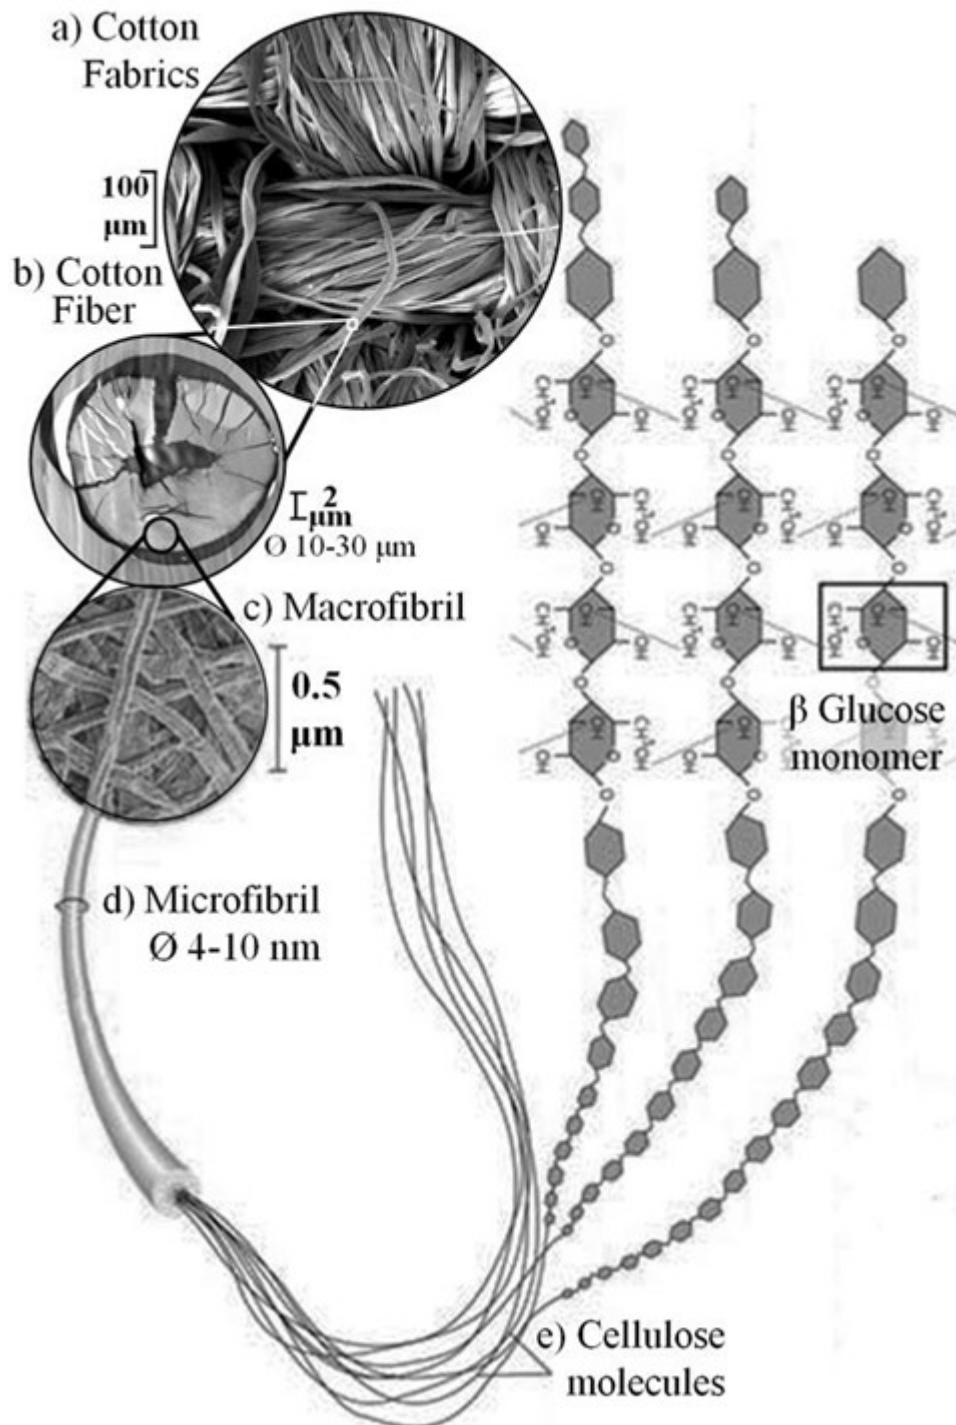 a) Cotton
Fabrics
100
μm
b) Cotton
Fiber
2
μm
Ø 10-30 μm
c) Macrofibril
0.5
μm
β Glucose
monomer
d) Microfibril
Ø 4-10 nm
e) Cellulose
molecules